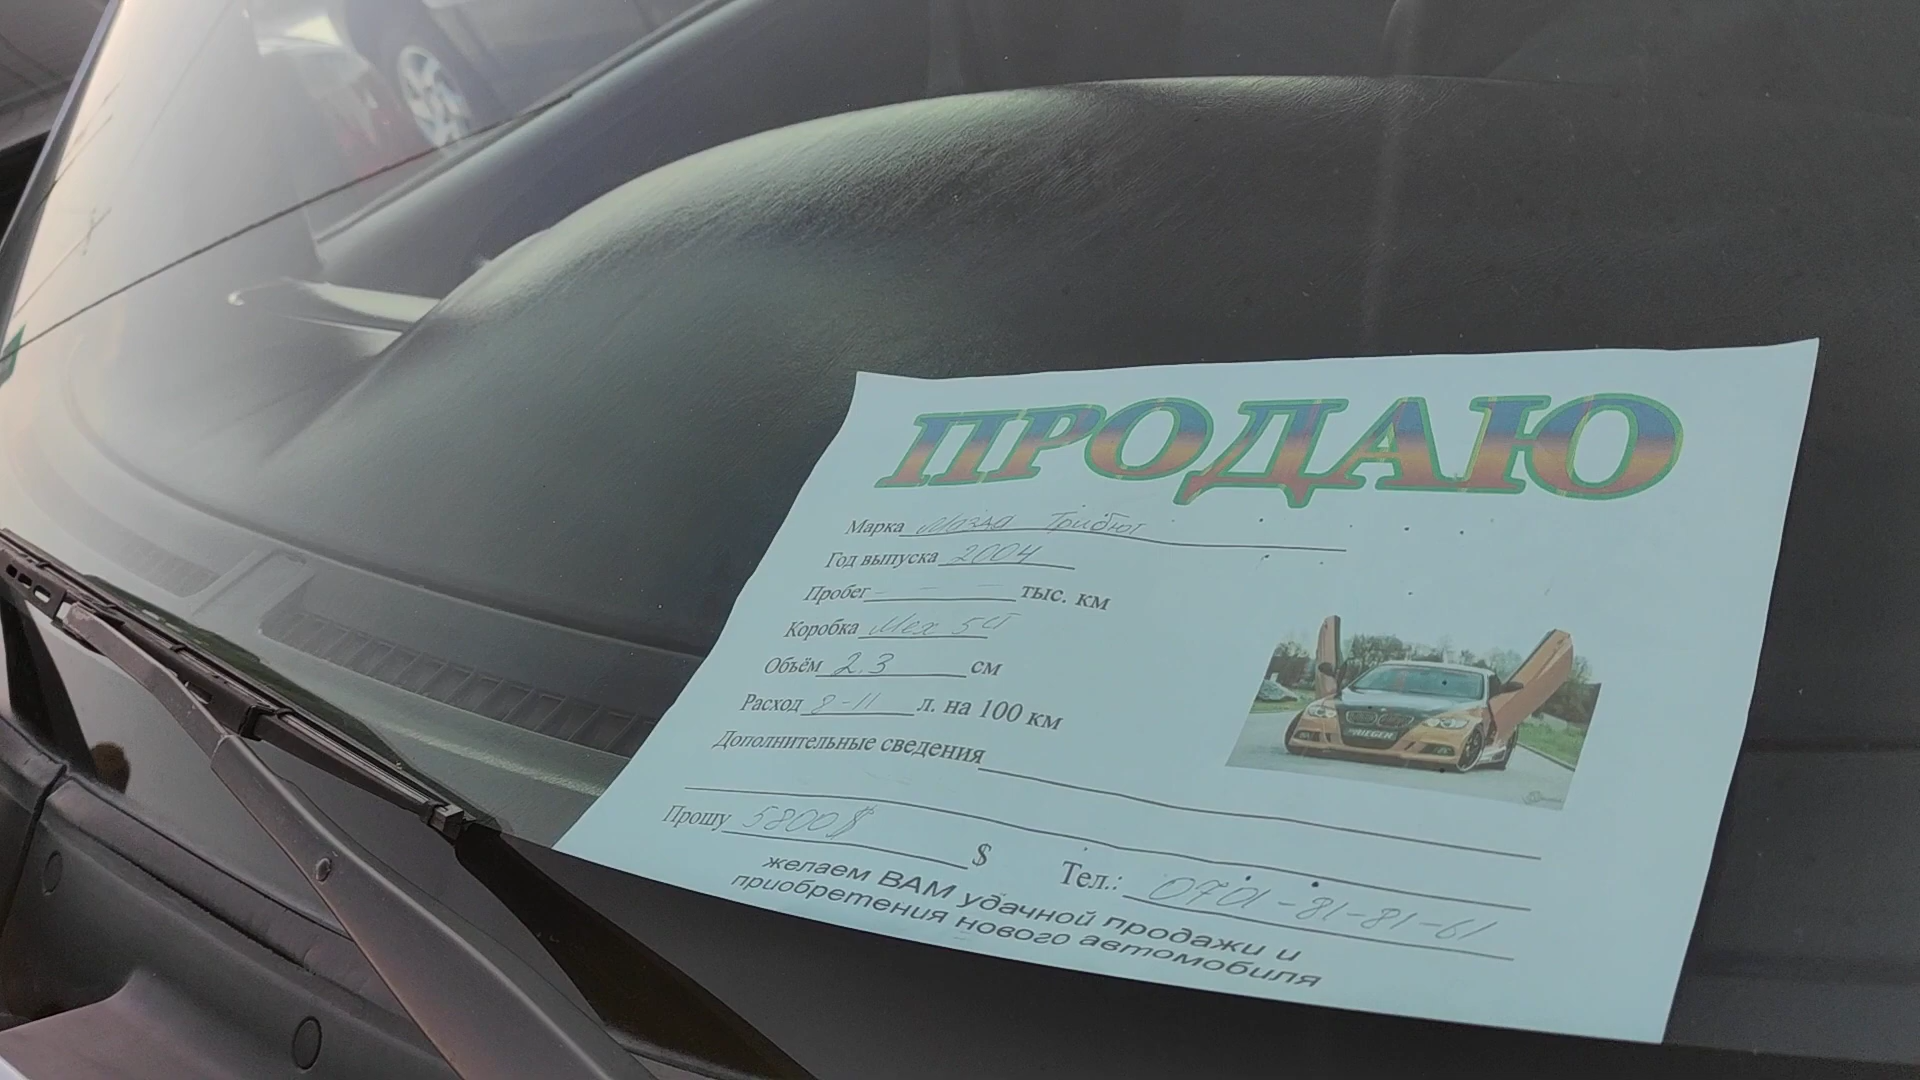 ПРОДАЮ
Марка Мазда Трибют
Год выпуска 2004
Пробег - - - тыс. км
Коробка Мех 5ст
Объём 2.3 см
Расход 8-11 л. на 100 км
Дополнительные сведения
Прошу 5800$ $
Тел.: 0701-81-81-61
желаем ВАМ удачной продажи и
приобретения нового автомобиля
RIEGER